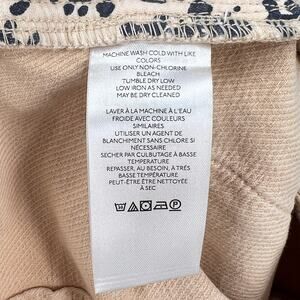 MACHINE WASH COLD WITH LIKE
COLORS
USE ONLY NON-CHLORINE
BLEACH
TUMBLE DRY LOW
LOW IRON AS NEEDED
MAY BE DRY CLEANED
LAVER À LA MACHINE À L'EAU
FROIDE AVEC COULEURS
SIMILAIRES
UTILISER UN AGENT DE
BLANCHIMENT SANS CHLORE SI
NÉCESSAIRE
SECHER PAR CULBUTAGE À BASSE
TEMPERATURE
REPASSER, AU BESOIN, À TRÈS
BASSE TEMPÉRATURE
PEUT-ÊTRE ÊTRE NETTOYÉE
À SEC